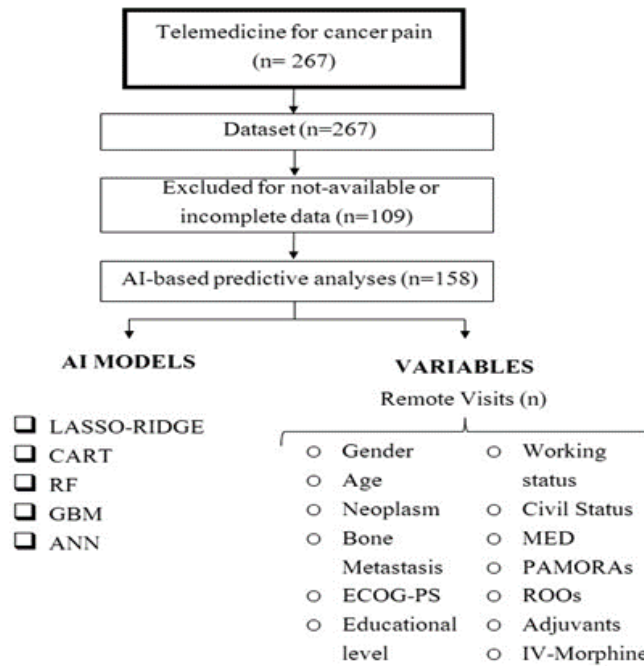 Telemedicine for cancer pain
(n= 267)
Dataset (n=267)
Excluded for not-available or
incomplete data (n=109)
AI-based predictive analyses (n=158)
AI MODELS
LASSO-RIDGE
CART
RF
GBM
ANN
VARIABLES
Remote Visits (n)
Gender
Age
Neoplasm
Bone
Metastasis
ECOG-PS
Educational
level
Working
status
Civil Status
MED
PAMORAs
ROOs
Adjuvants
IV-Morphine